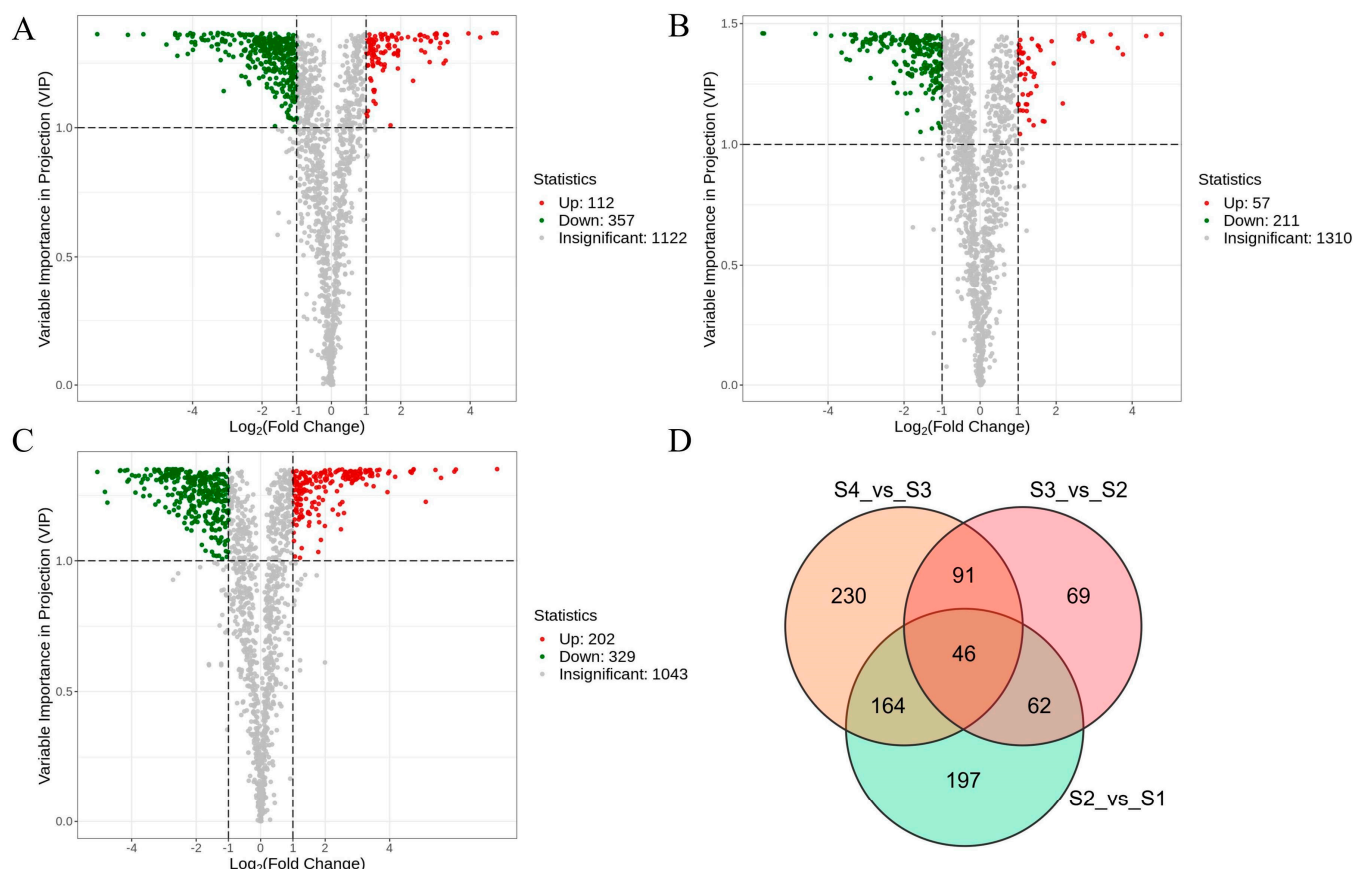 A
Variable Importance in Projection (VIP)
1.0
0.5
0.0
-4
-2
-1
0
1
2
4
Log2(Fold Change)
Statistics
Up: 112
Down: 357
Insignificant: 1122
B
Variable Importance in Projection (VIP)
1.5
1.0
0.5
0.0
-4
-2
-1
0
1
2
4
Log2(Fold Change)
Statistics
Up: 57
Down: 211
Insignificant: 1310
C
Variable Importance in Projection (VIP)
1.0
0.5
0.0
-4
-2
-1
0
1
2
4
Log2(Fold Change)
Statistics
Up: 202
Down: 329
Insignificant: 1043
D
S4_vs_S3
S3_vs_S2
230
91
69
46
164
62
197
S2_vs_S1